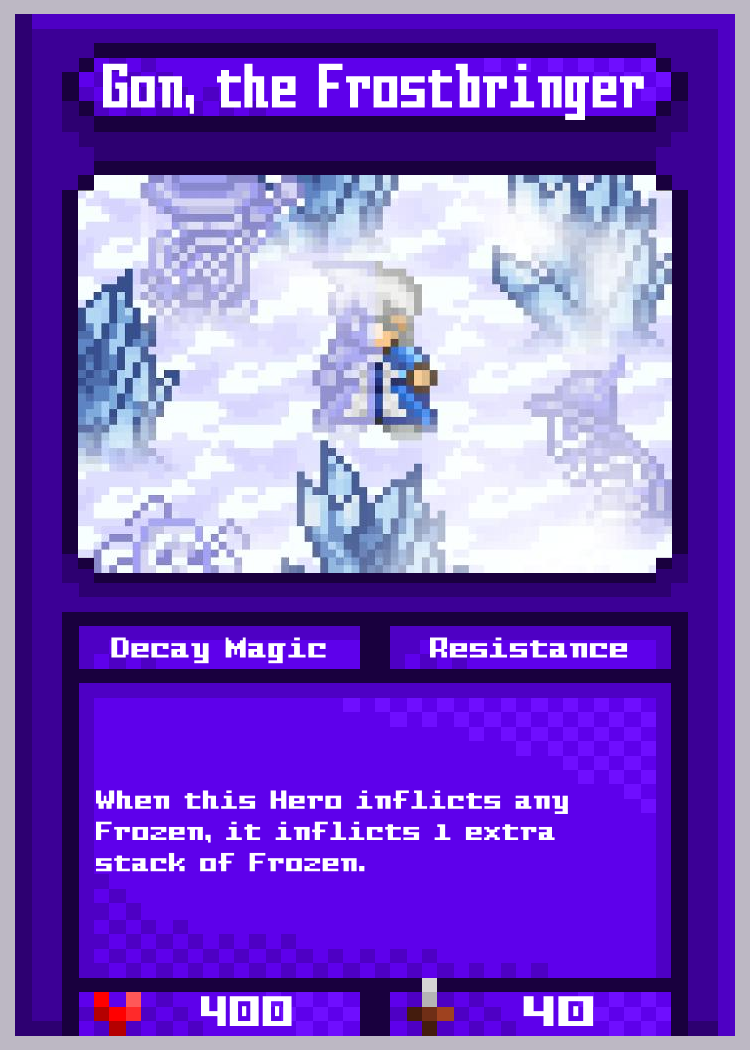 Gon, the Frostbringer
Decay Magic
Resistance
When this Hero inflicts any
Frozen, it inflicts 1 extra
stack of Frozen.
400
40